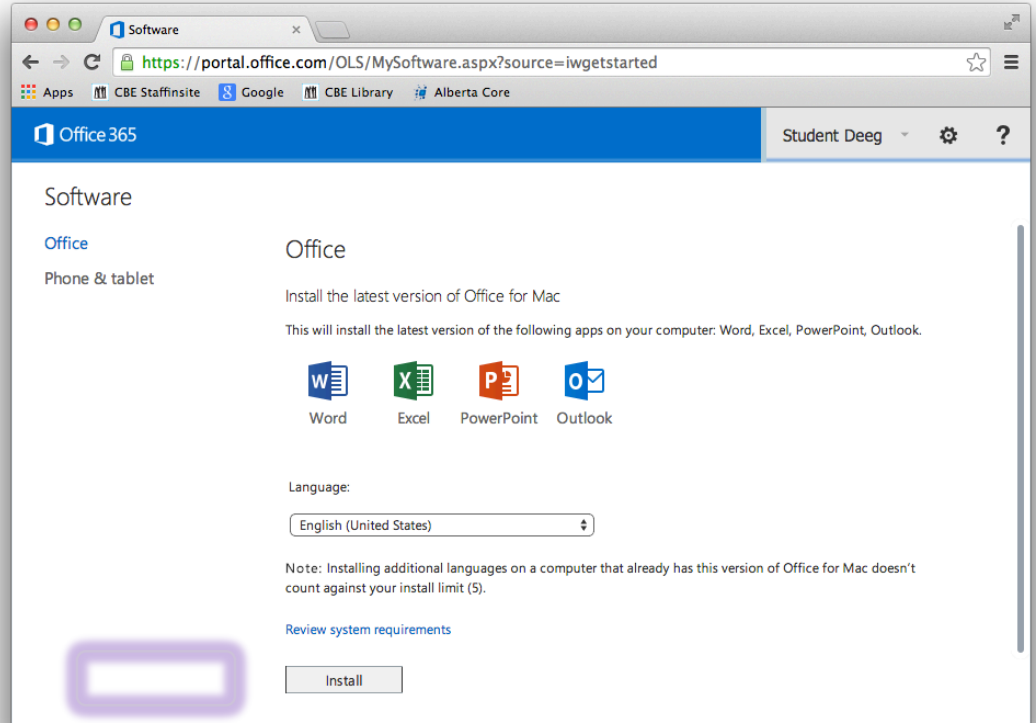 Software
https://portal.office.com/OLS/MySoftware.aspx?source=iwgetstarted
Apps CBE Staffinsite Google CBE Library Alberta Core
Office 365 Student Deeg ?
Software
Office
Phone & tablet
Office
Install the latest version of Office for Mac
This will install the latest version of the following apps on your computer: Word, Excel, PowerPoint, Outlook.
Word Excel PowerPoint Outlook
Language:
English (United States)
Note: Installing additional languages on a computer that already has this version of Office for Mac doesn't
count against your install limit (5).
Review system requirements
Install